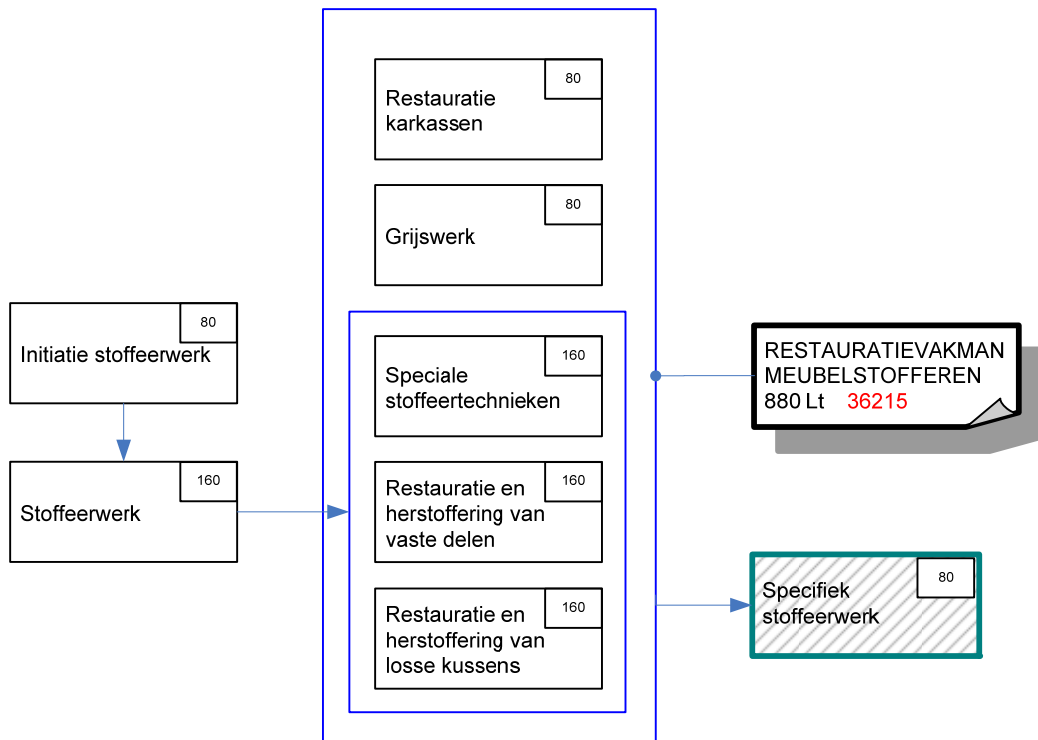 80
Restauratie
karkassen
80
Grijswerk
80
Initiatie stoffeerwerk
160
Stoffeerwerk
160
Speciale
stoffeertechnieken
160
Restauratie en
herstoffering van
vaste delen
160
Restauratie en
herstoffering van
losse kussens
RESTAURATIEVAKMAN
MEUBELSTOFFEREN
880 Lt 36215
80
Specifiek
stoffeerwerk